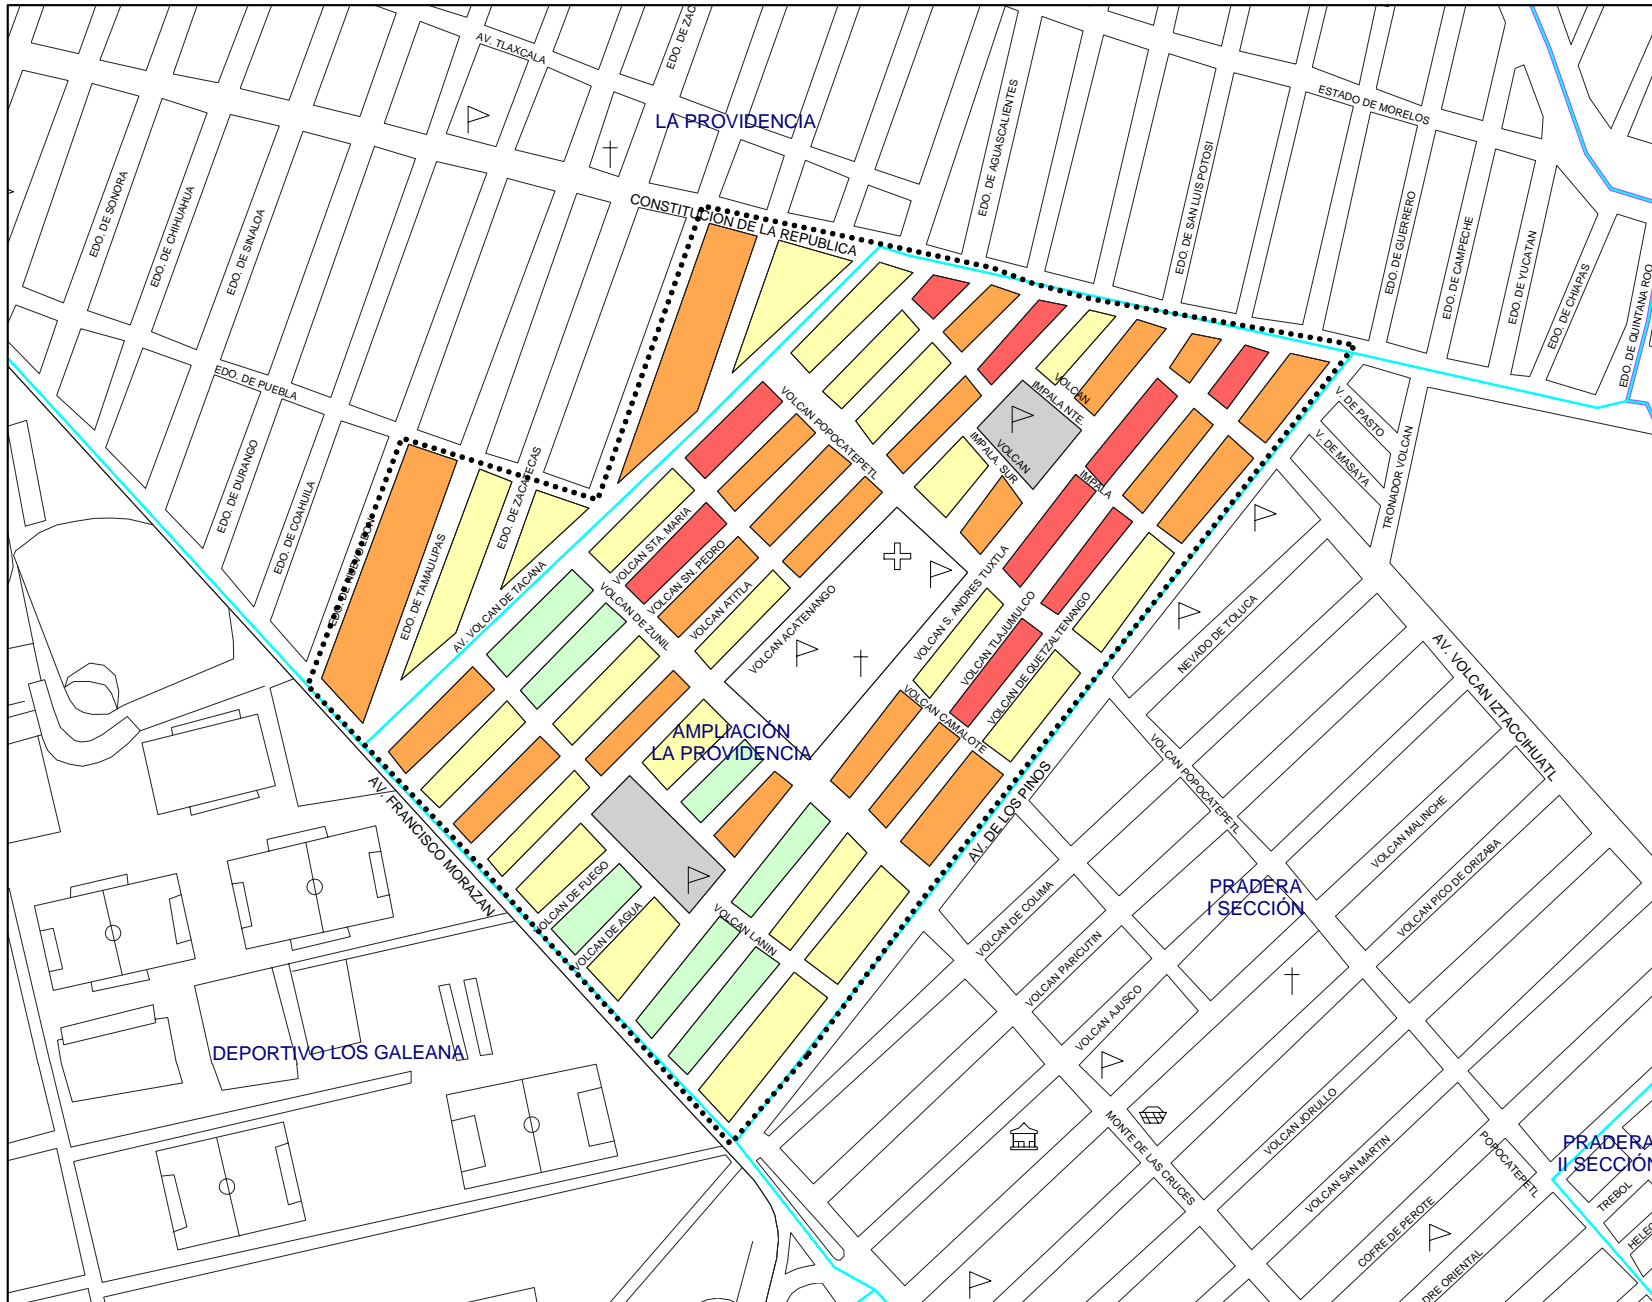 AV. TLAXCALA
EDO. DE ZAC
LA PROVIDENCIA
ESTADO DE MORELOS
EDO. DE AGUASCALIENTES
EDO. DE SAN LUIS POTOSI
EDO. DE SONORA
EDO. DE CHIHUAHUA
EDO. DE SINALOA
CONSTITUCIÓN DE LA REPUBLICA
EDO. DE GUERRERO
EDO. DE CAMPECHE
EDO. DE YUCATAN
EDO. DE CHIAPAS
EDO. DE QUINTANA ROO
EDO. DE PUEBLA
EDO. DE DURANGO
EDO. DE COAHUILA
EDO. DE NUEVO LEON
EDO. DE TAMAULIPAS
EDO. DE ZACATECAS
AV. VOLCAN DE TACANA
VOLCAN POPOCATEPETL
VOLCAN
IMPALA NTE.
VOLCAN
IMPALA. SUR
IMPALA
V. DE PASTO
V. DE MASAYA
TRONADOR VOLCAN
VOLCAN STA. MARIA
VOLCAN SN. PEDRO
VOLCAN ATITLA
VOLCAN DE ZUNIL
VOLCAN ACATENANGO
VOLCAN S. ANDRES TUXTLA
VOLCAN TLAJUMULCO
VOLCAN DE QUETZALTENANGO
VOLCAN CAMALOTE
NEVADO DE TOLUCA
AV. VOLCAN IZTACCIHUATL
AMPLIACIÓN
LA PROVIDENCIA
AV. FRANCISCO MORAZAN
AV. DE LOS PINOS
VOLCAN POPOCATEPETL
VOLCAN MALINCHE
VOLCAN PICO DE ORIZABA
PRADERA
I SECCIÓN
VOLCAN DE FUEGO
VOLCAN DE AGUA
VOLCAN LANIN
VOLCAN DE COLIMA
VOLCAN PARICUTIN
VOLCAN AJUSCO
DEPORTIVO LOS GALEANA
MONTE DE LAS CRUCES
VOLCAN JORULLO
VOLCAN SAN MARTIN
POPOCATEPETL
PRADERA
II SECCIÓN
TREBOL
HELEC
COFRE DE PEROTE
DRE ORIENTAL